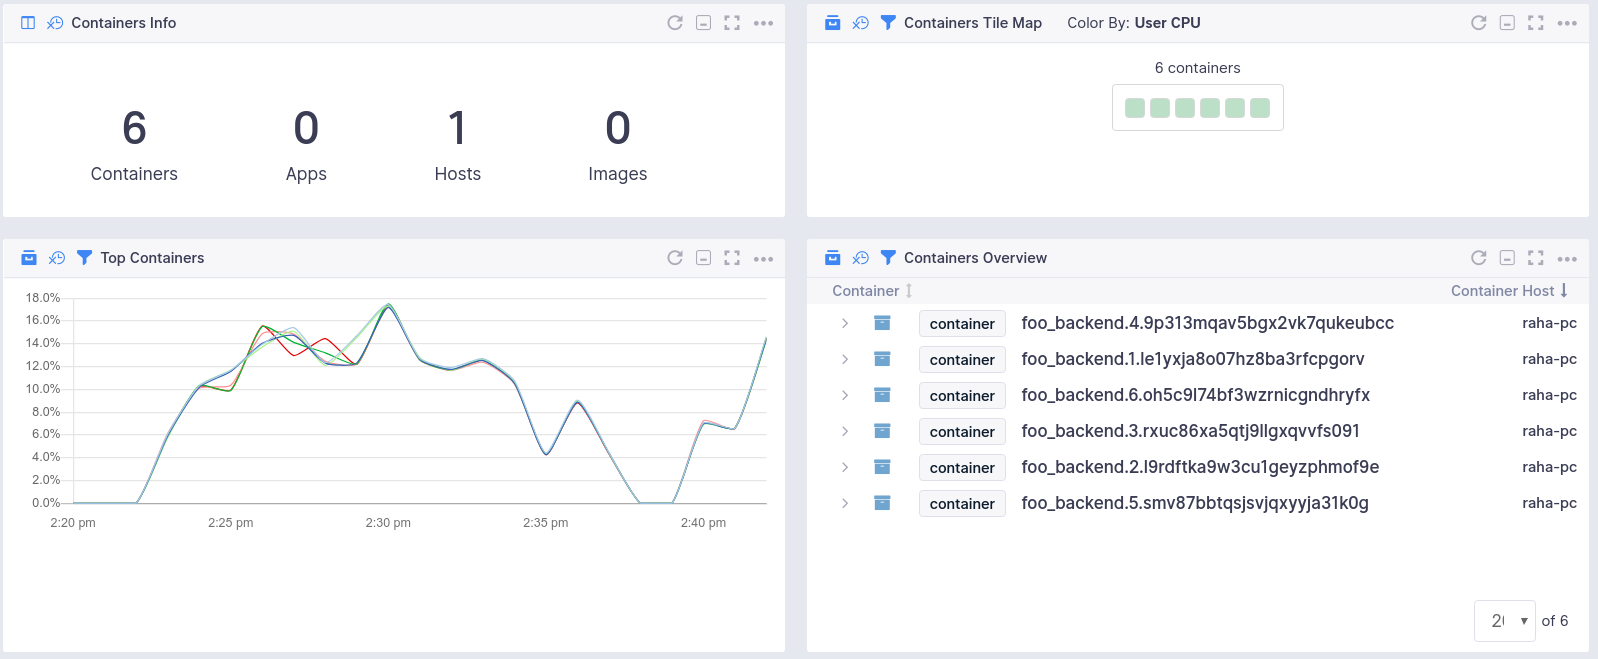 Containers Info
6 0 1 0
Containers Apps Hosts Images
Containers Tile Map Color By: User CPU
6 containers
Top Containers
18.0%
16.0%
14.0%
12.0%
10.0%
8.0%
6.0%
4.0%
2.0%
0.0%
2:20 pm 2:25 pm 2:30 pm 2:35 pm 2:40 pm
Containers Overview
Container Container Host
container foo_backend.4.9p313mqav5bgx2vk7qukeubcc raha-pc
container foo_backend.1.le1yxja8o07hz8ba3rfcpgorv raha-pc
container foo_backend.6.oh5c9l74bf3wzrnicgndhryfx raha-pc
container foo_backend.3.rxuc86xa5qtj9llgxqvvfs091 raha-pc
container foo_backend.2.l9rdftka9w3cu1geyzphmof9e raha-pc
container foo_backend.5.smv87bbtqsjsvjqxyyja31k0g raha-pc
of 6